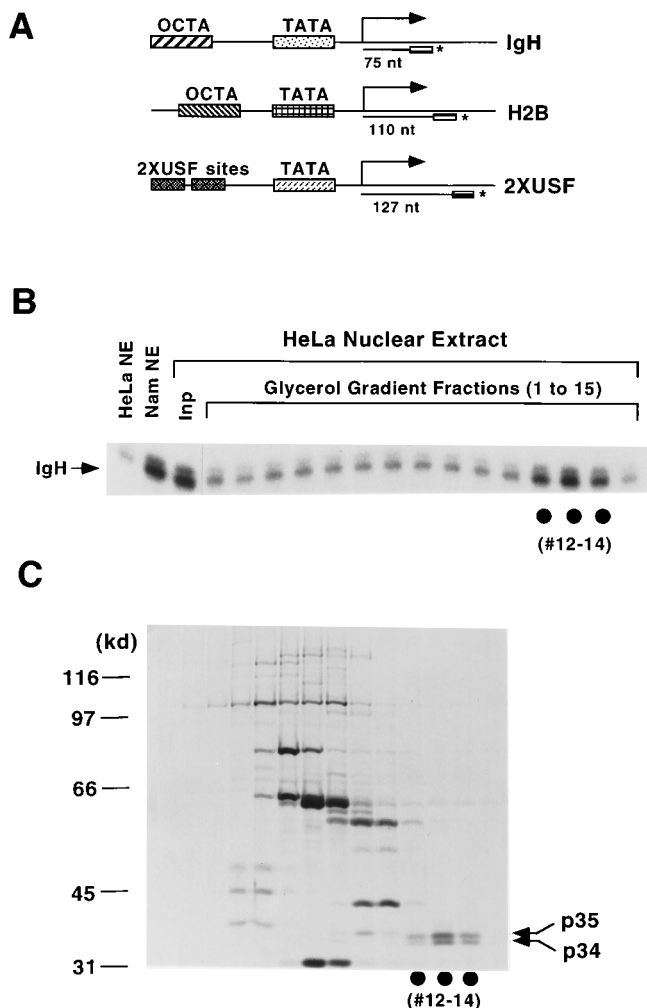 A
OCTA TATA
75 nt * IgH
OCTA TATA
110 nt * H2B
2XUSF sites TATA
127 nt * 2XUSF
B
HeLa NE
Nam NE
Inp
HeLa Nuclear Extract
Glycerol Gradient Fractions (1 to 15)
IgH
(#12-14)
C
(kd)
116
97
66
45
31
p35
p34
(#12-14)